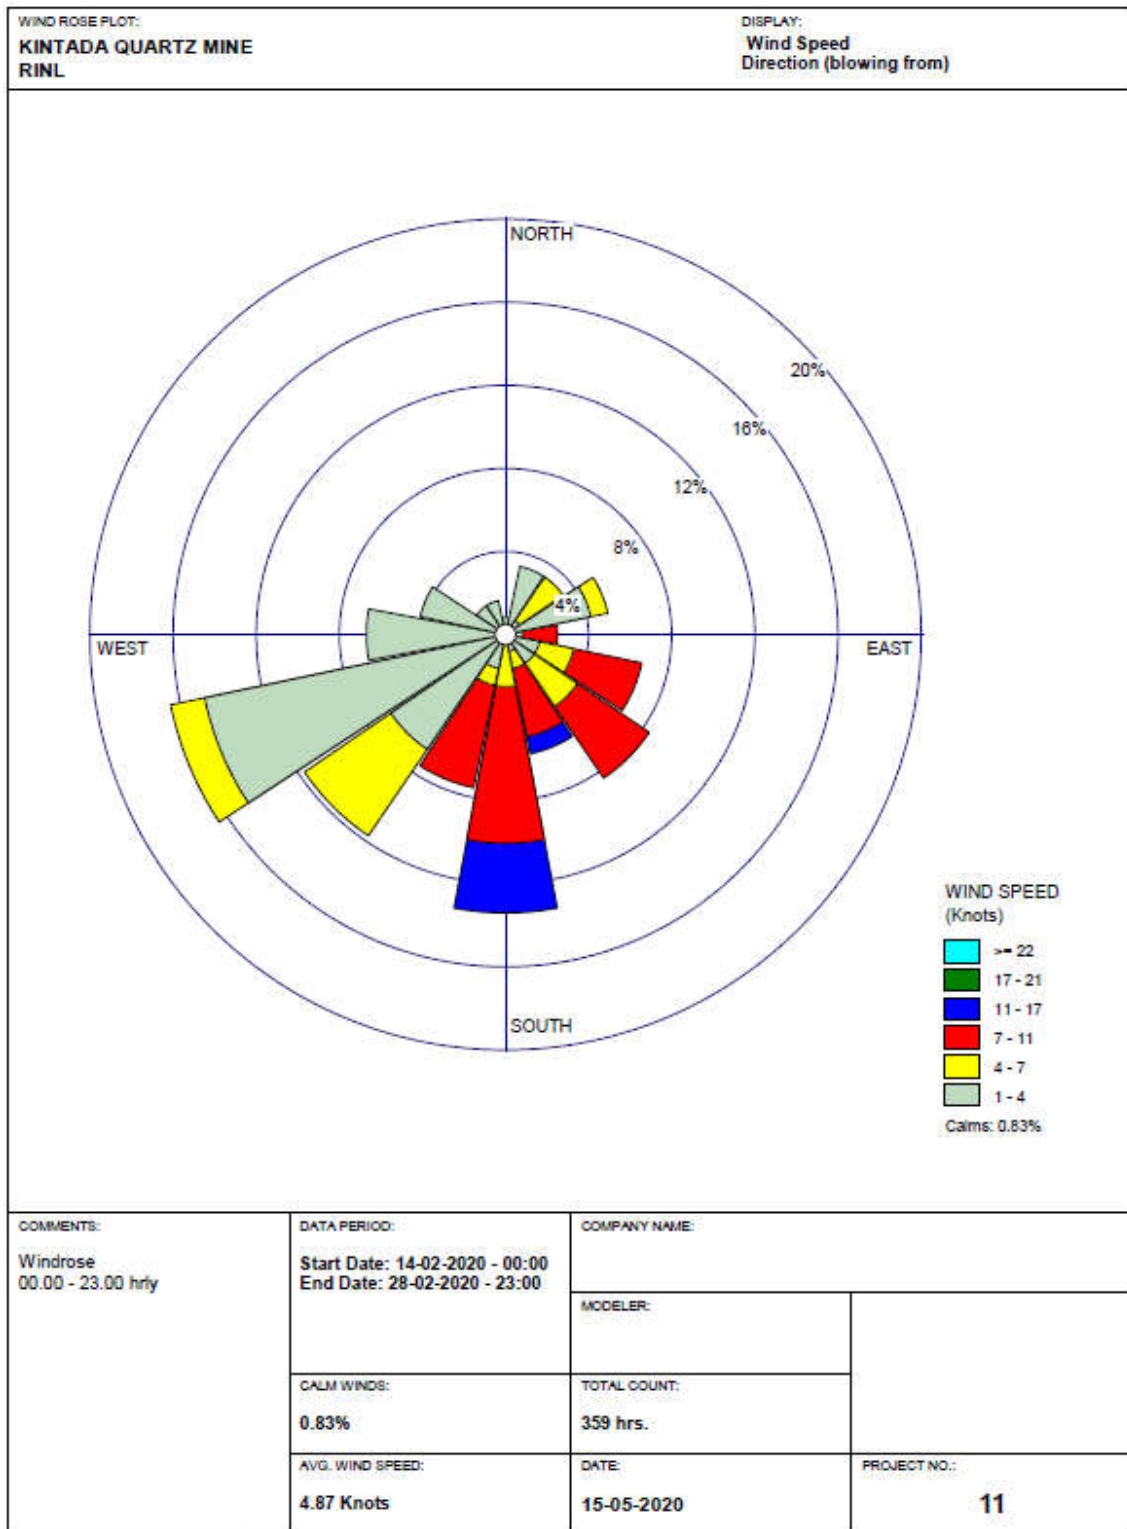 WIND ROSE PLOT:
KINTADA QUARTZ MINE
RINL
DISPLAY:
Wind Speed
Direction (blowing from)
NORTH
20%
16%
12%
8%
4%
WEST
EAST
SOUTH
WIND SPEED
(Knots)
>= 22
17 - 21
11 - 17
7 - 11
4 - 7
1 - 4
Calms: 0.83%
COMMENTS:
Windrose
00.00 - 23.00 hrly
DATA PERIOD:
Start Date: 14-02-2020 - 00:00
End Date: 28-02-2020 - 23:00
COMPANY NAME:
MODELER:
CALM WINDS:
0.83%
TOTAL COUNT:
359 hrs.
AVG. WIND SPEED:
4.87 Knots
DATE:
15-05-2020
PROJECT NO.:
11